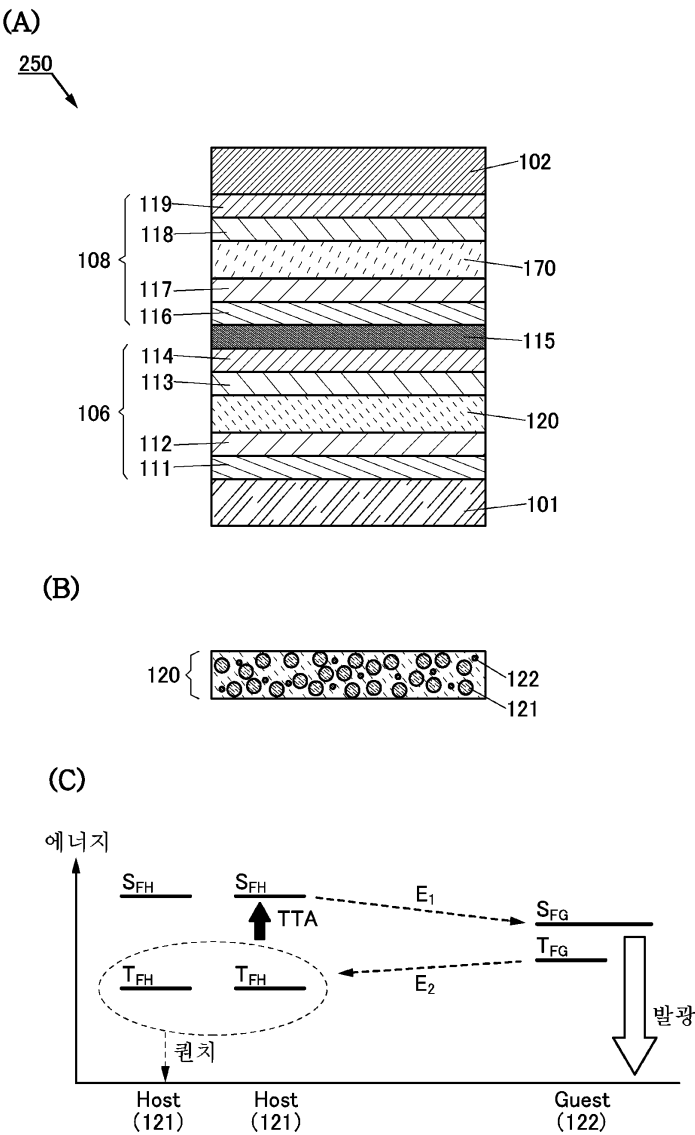 (A)
250
102
119
118
108
170
117
116
115
114
113
106
120
112
111
101
(B)
120
122
121
(C)
에너지
SFH
SFH
E1
TTA
SFG
TFG
TFH
TFH
E2
발광
퀀치
Host
(121)
Host
(121)
Guest
(122)